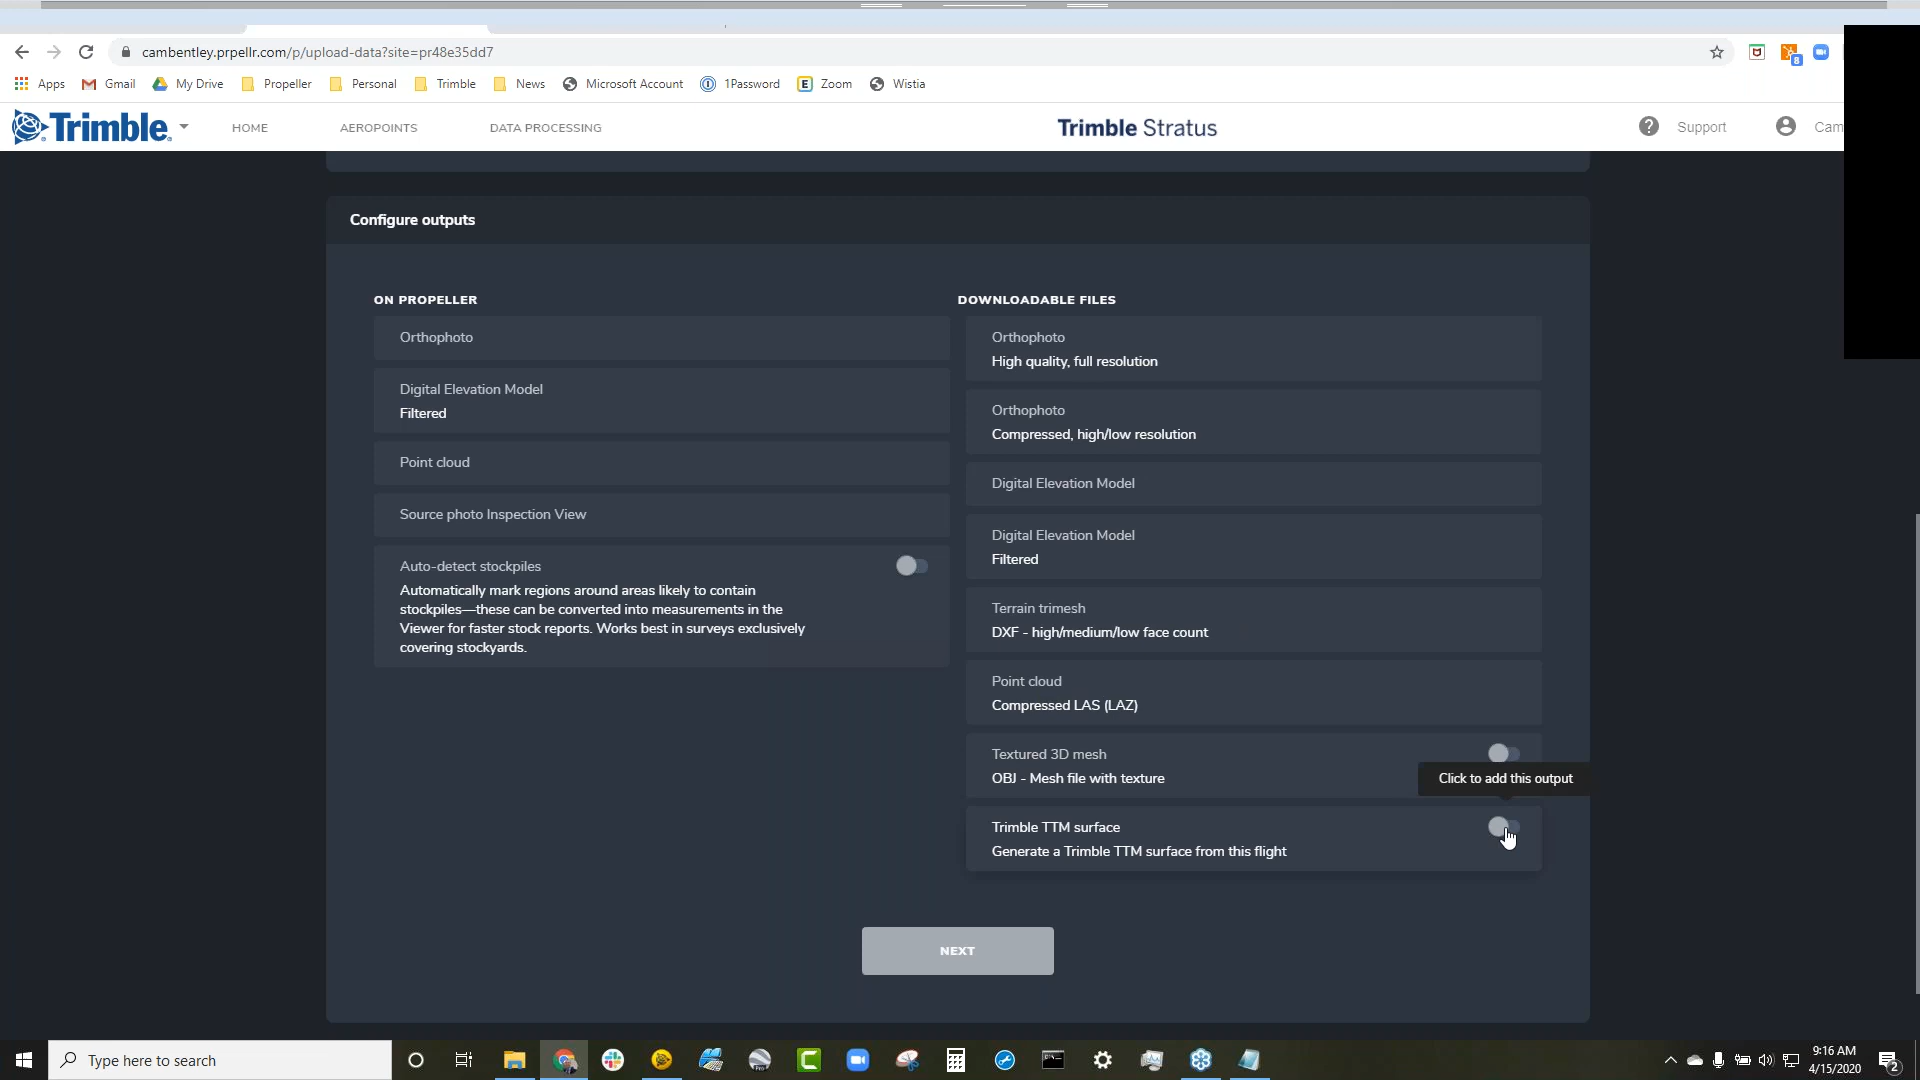 cambentley.prpellr.com/p/upload-data?site=pr48e35dd7
8
Apps Gmail My Drive Propeller Personal Trimble News Microsoft Account 1Password Zoom Wistia
Trimble HOME AEROPOINTS DATA PROCESSING Trimble Stratus Support Cam
Configure outputs
ON PROPELLER
Orthophoto
Digital Elevation Model
Filtered
Point cloud
Source photo Inspection View
Auto-detect stockpiles
Automatically mark regions around areas likely to contain
stockpiles—these can be converted into measurements in the
Viewer for faster stock reports. Works best in surveys exclusively
covering stockyards.
DOWNLOADABLE FILES
Orthophoto
High quality, full resolution
Orthophoto
Compressed, high/low resolution
Digital Elevation Model
Digital Elevation Model
Filtered
Terrain trimesh
DXF - high/medium/low face count
Point cloud
Compressed LAS (LAZ)
Textured 3D mesh
OBJ - Mesh file with texture
Click to add this output
Trimble TTM surface
Generate a Trimble TTM surface from this flight
NEXT
Type here to search
9:16 AM
4/15/2020
2